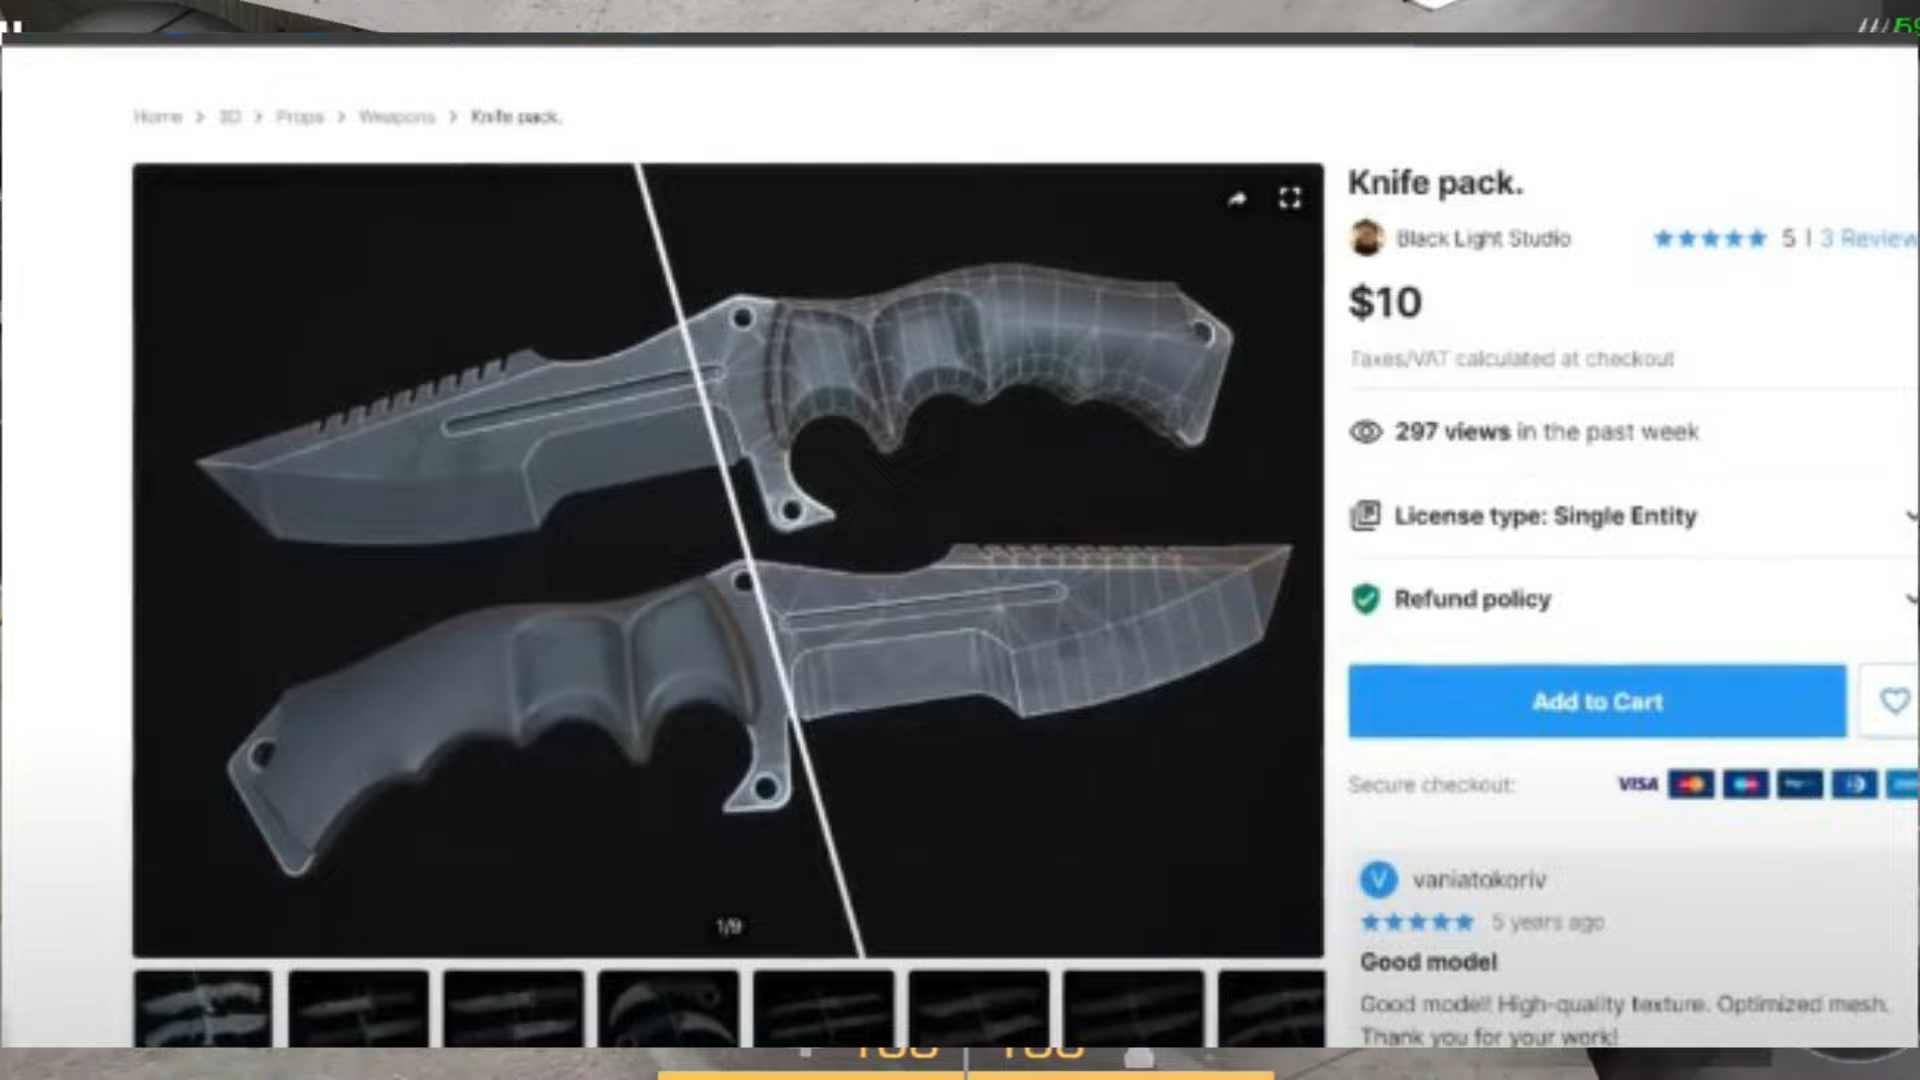 Home > 3D > Props > Weapons > Knife pack.
Knife pack.
Black Light Studio
5 | 3 Review
$10
Taxes/VAT calculated at checkout
297 views in the past week
License type: Single Entity
Refund policy
Add to Cart
Secure checkout:
VISA
V
vaniatokoriv
5 years ago
Good model
Good model! High-quality texture. Optimized mesh.
Thank you for your work!
1/9
100
100